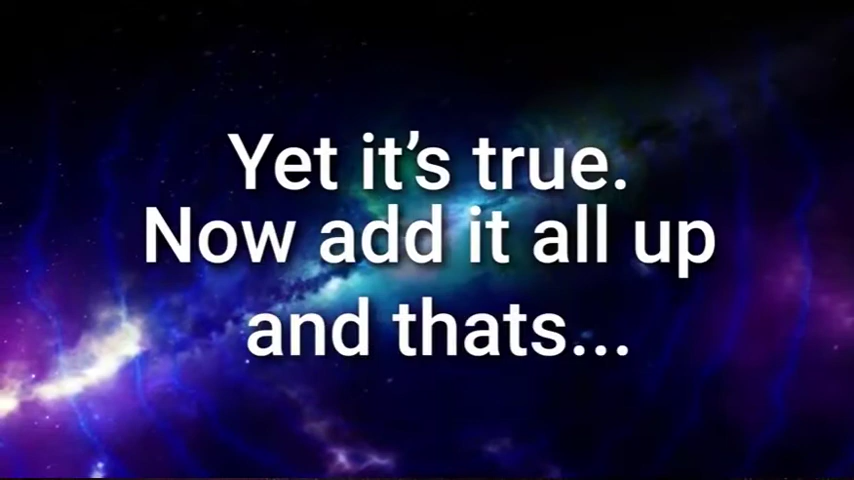 Yet it’s true.
Now add it all up
and thats...